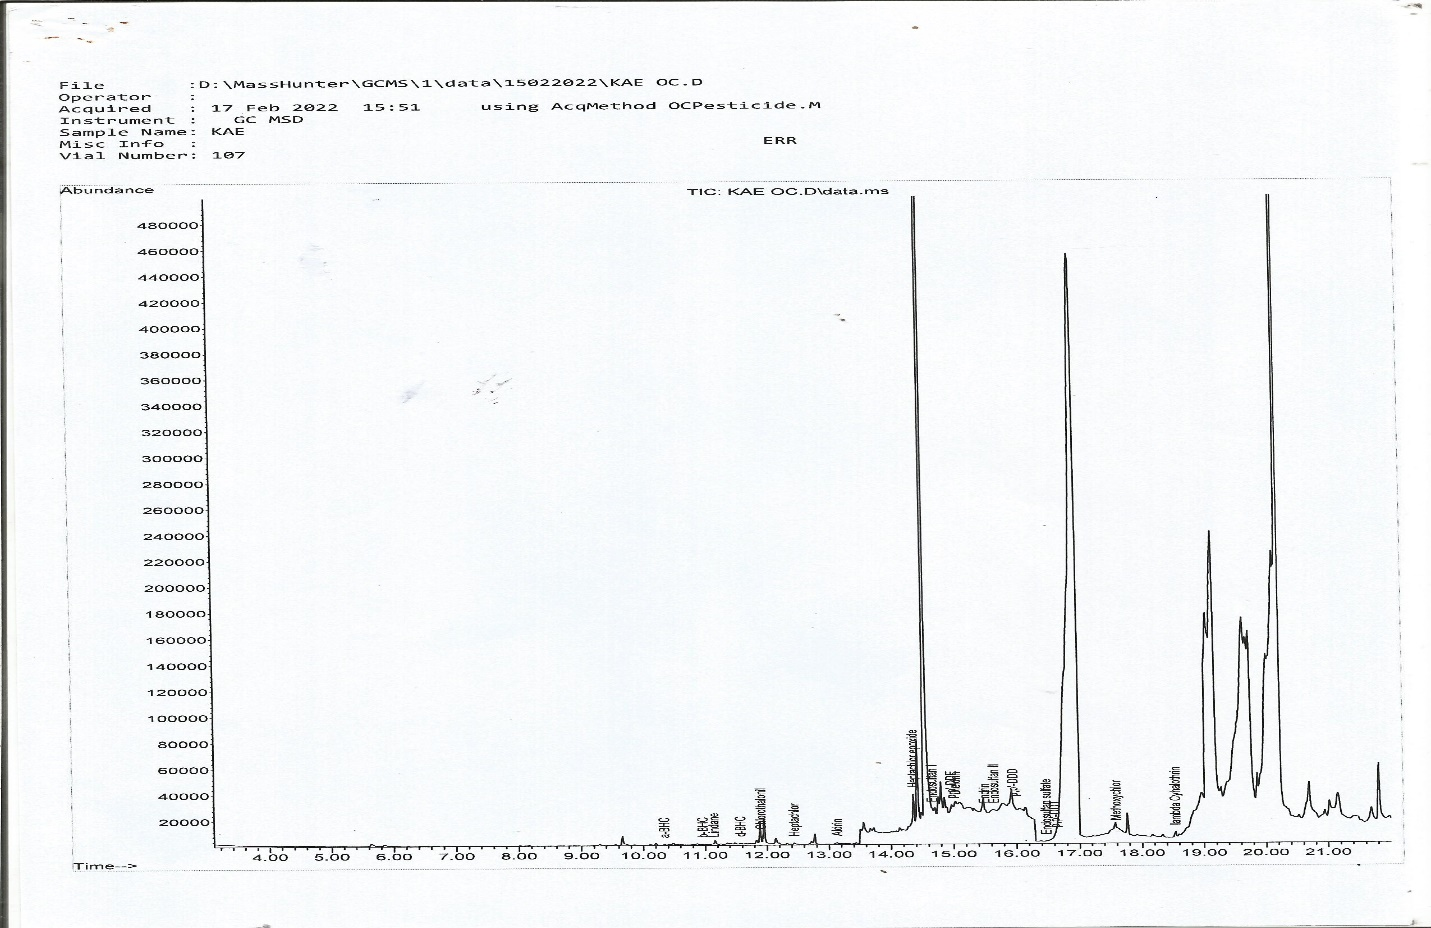 File :D:\MassHunter\GCMS\1\data\15022022\KAE OC.D
Operator :
Acquired : 17 Feb 2022 15:51 using AcqMethod OCPesticide.M
Instrument : GC MSD
Sample Name: KAE
Misc Info : ERR
Vial Number: 107
Abundance
TIC: KAE OC.D\data.ms
480000
460000
440000
420000
400000
380000
360000
340000
320000
300000
280000
260000
240000
220000
200000
180000
160000
140000
120000
100000
80000
60000
40000
20000
a-BHC
b-BHC
Lindane
d-BHC
Chlorothalonil
Heptachlor
Aldrin
Heptachlor epoxide
Endosulfan I
p,p'-DDE
Dieldrin
Endrin
Endosulfan II
p,p'-DDD
Endosulfan sulfate
Methoxychlor
lambda Cyhalothrin
4.00 5.00 6.00 7.00 8.00 9.00 10.00 11.00 12.00 13.00 14.00 15.00 16.00 17.00 18.00 19.00 20.00 21.00
Time-->